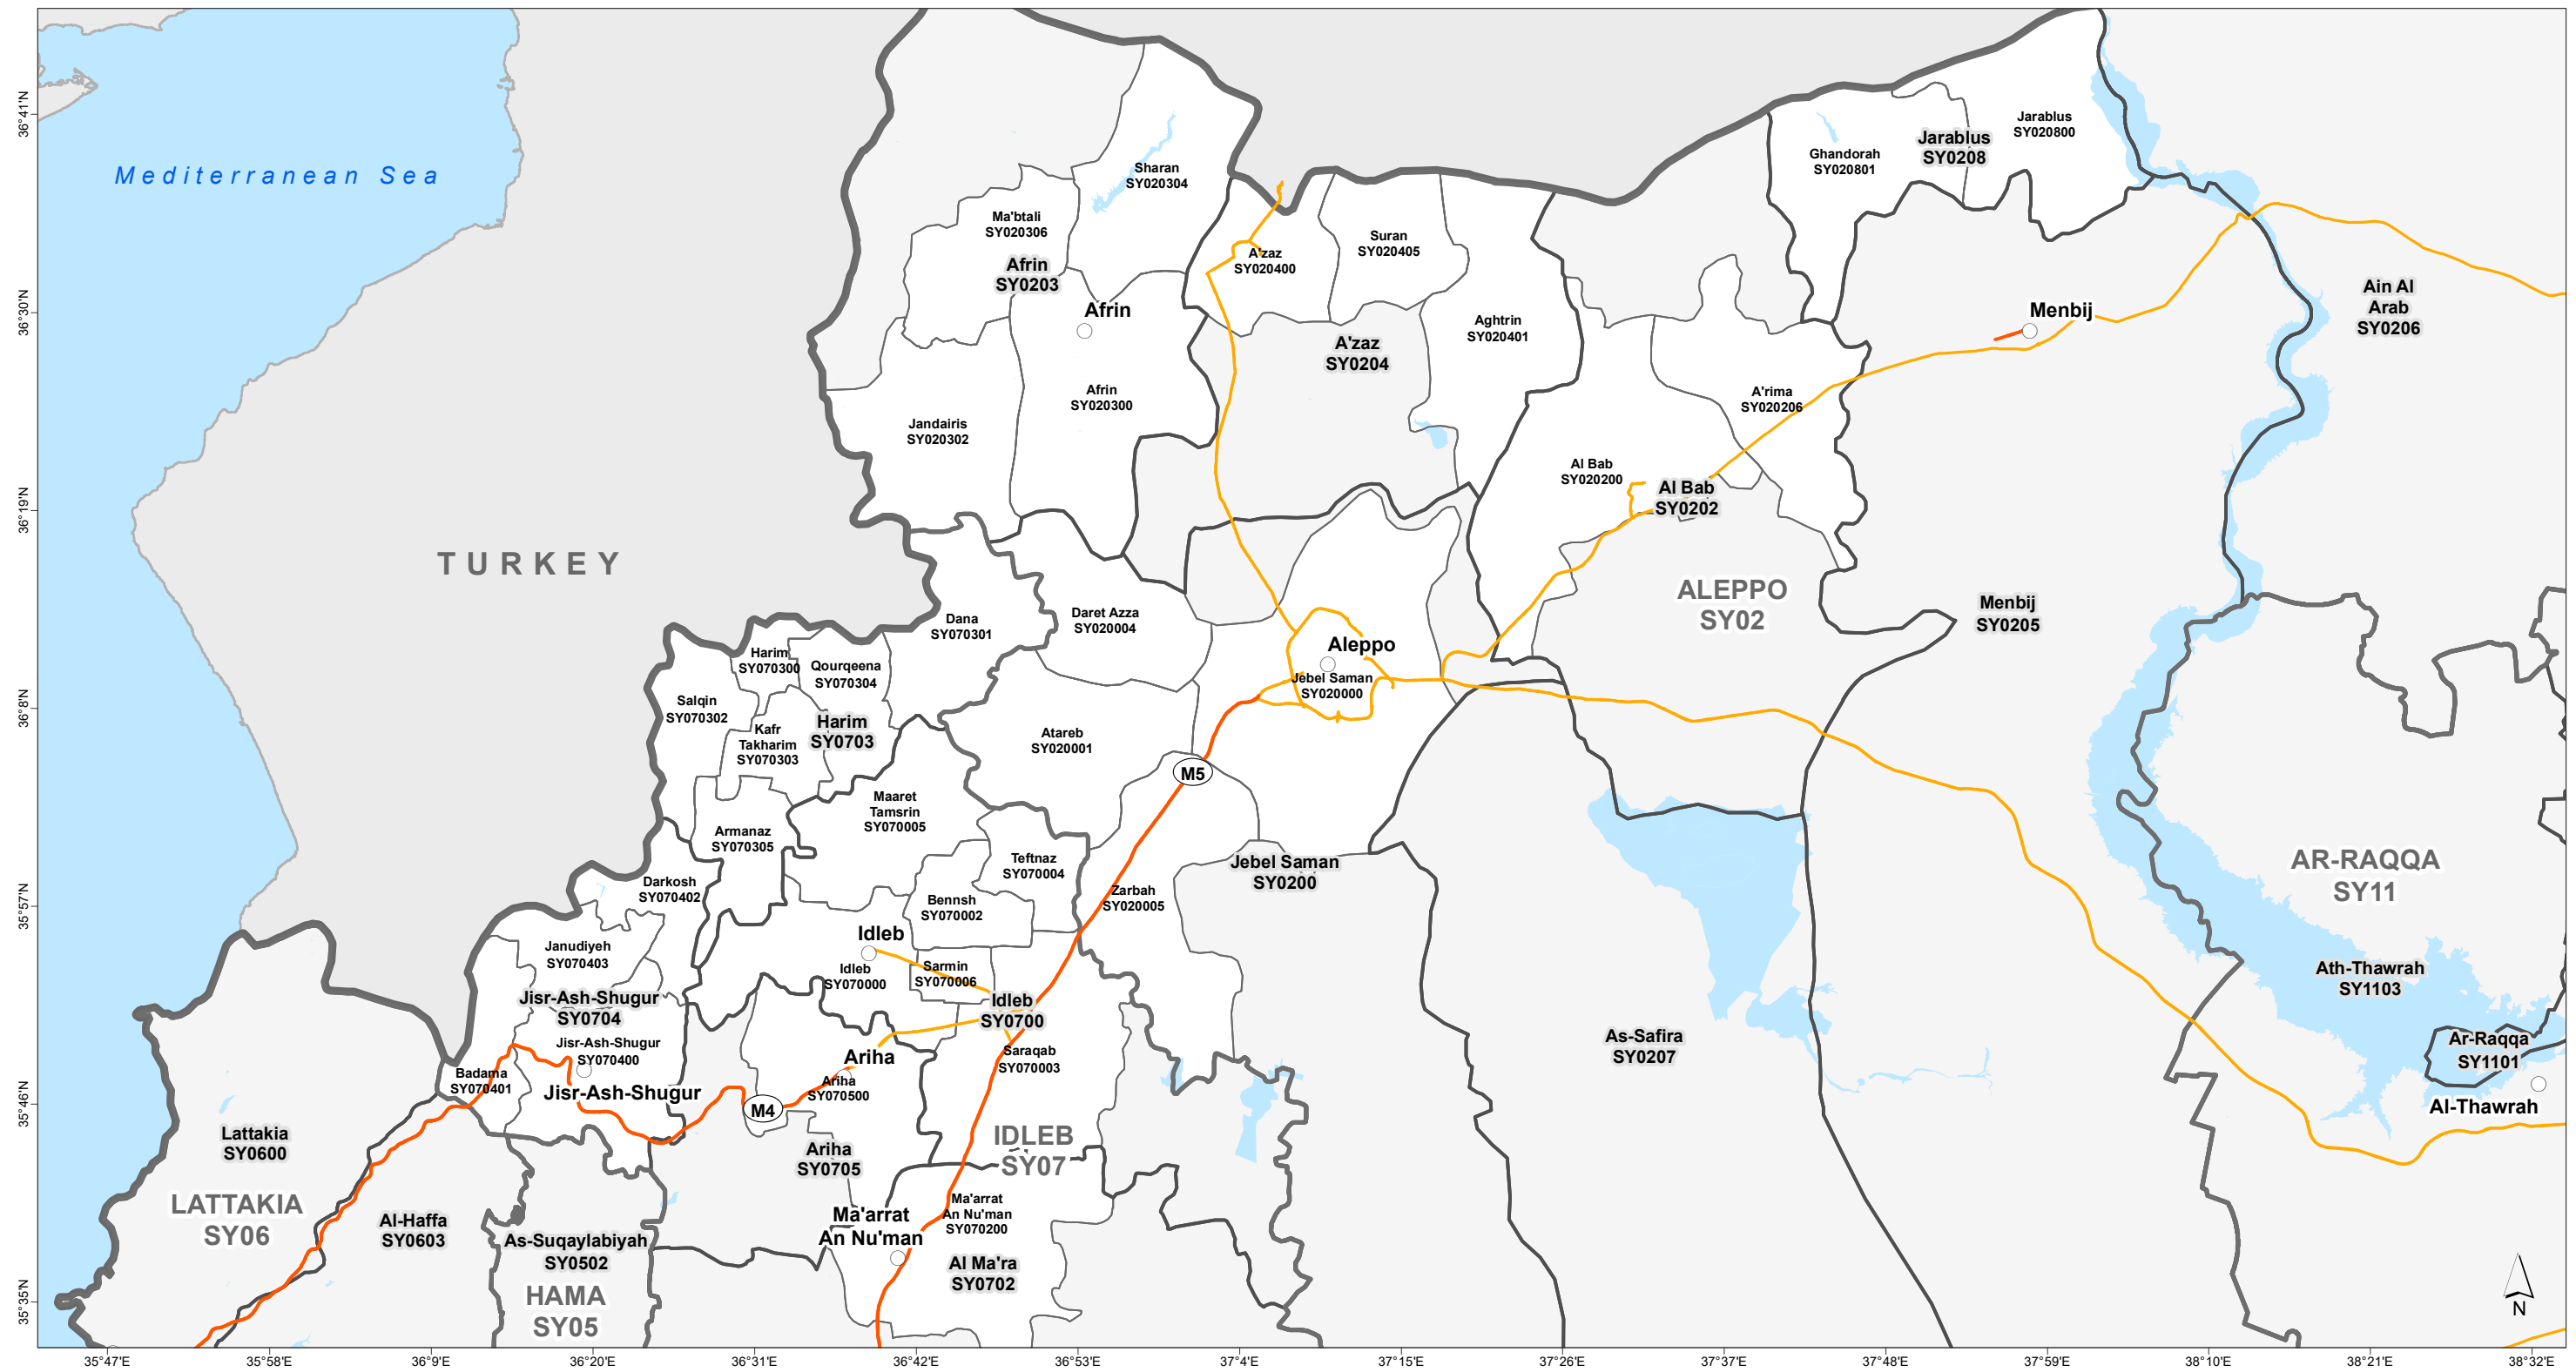 36°41'N
36°30'N
36°19'N
36°8'N
35°57'N
35°46'N
35°35'N
Mediterranean Sea
TURKEY
Sharan
SY020304
Ma'btali
SY020306
Afrin
SY0203
Afrin
Afrin
SY020300
Jandairis
SY020302
A'zaz
SY020400
Suran
SY020405
Aghtrin
SY020401
A'zaz
SY0204
Ghandorah
SY020801
Jarablus
SY0208
Jarablus
SY020800
Menbij
Ain Al
Arab
SY0206
A'rima
SY020206
Al Bab
SY020200
Al Bab
SY0202
ALEPPO
SY02
Menbij
SY0205
Dana
SY070301
Daret Azza
SY020004
Harim
SY070300
Qourqeena
SY070304
Salqin
SY070302
Kafr
Takharim
SY070303
Harim
SY0703
Aleppo
Jebel Saman
SY020000
Atareb
SY020001
M5
Maaret
Tamsrin
SY070005
Armanaz
SY070305
Teftnaz
SY070004
Darkosh
SY070402
Bennsh
SY070002
Zarbah
SY020005
Jebel Saman
SY0200
AR-RAQQA
SY11
Idleb
Idleb
SY070000
Sarmin
SY070006
Janudiyeh
SY070403
Jisr-Ash-Shugur
SY0704
Jisr-Ash-Shugur
SY070400
Jisr-Ash-Shugur
Badama
SY070401
Idleb
SY0700
Saraqab
SY070003
Ariha
Ariha
SY070500
M4
As-Safira
SY0207
Ath-Thawrah
SY1103
Ar-Raqqa
SY1101
Al-Thawrah
Lattakia
SY0600
LATTAKIA
SY06
Al-Haffa
SY0603
As-Suqaylabiyah
SY0502
HAMA
SY05
Ariha
SY0705
IDLEB
SY07
Ma'arrat
An Nu'man
Ma'arrat
An Nu'man
SY070200
Al Ma'ra
SY0702
N
35°47'E
35°58'E
36°9'E
36°20'E
36°31'E
36°42'E
36°53'E
37°4'E
37°15'E
37°26'E
37°37'E
37°48'E
37°59'E
38°10'E
38°21'E
38°32'E